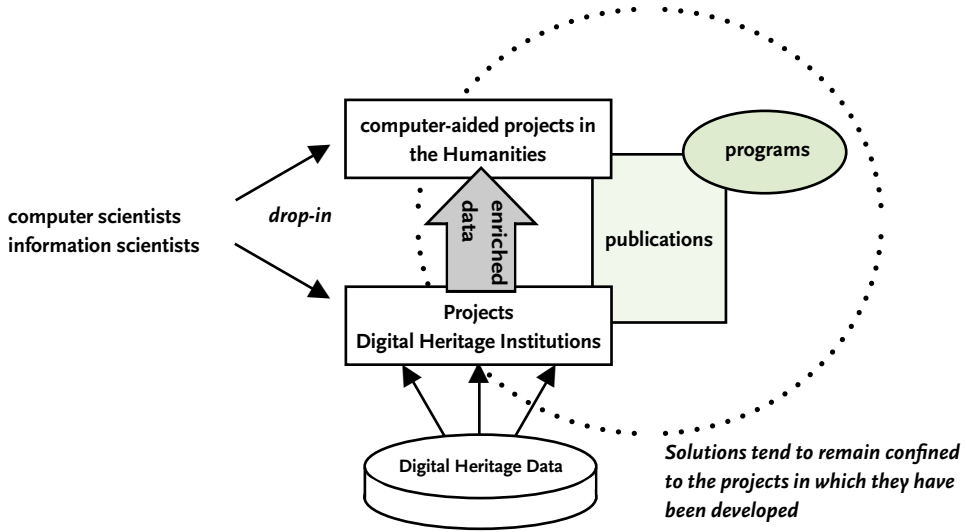 computer-aided projects in
the Humanities
programs
computer scientists
information scientists
drop-in
enriched
data
publications
Projects
Digital Heritage Institutions
Digital Heritage Data
Solutions tend to remain confined
to the projects in which they have
been developed